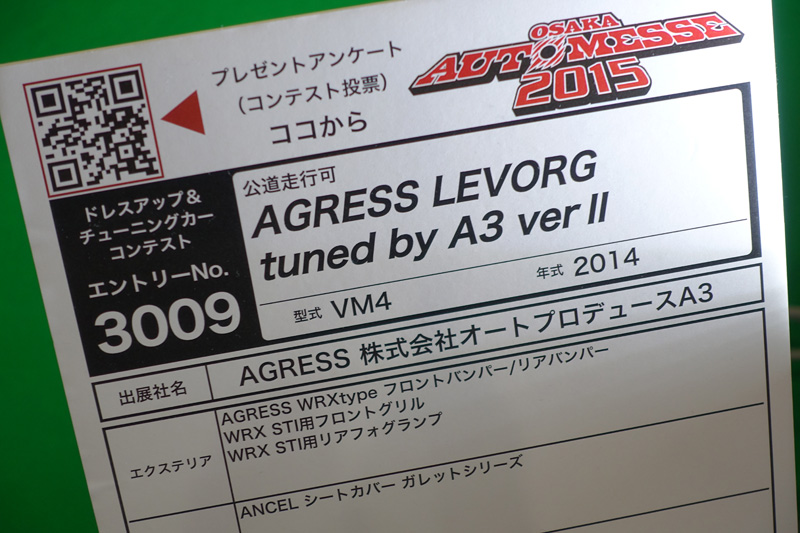 プレゼントアンケート
(コンテスト投票)
ココから
OSAKA
AUTOMESSE
2015
ドレスアップ&
チューニングカー
コンテスト
エントリーNo.
3009
公道走行可
AGRESS LEVORG
tuned by A3 ver II
型式 VM4 年式 2014
出展社名 AGRESS 株式会社オートプロデュースA3
エクステリア
AGRESS WRXtype フロントバンパー/リアバンパー
WRX STI用フロントグリル
WRX STI用リアフォグランプ
ANCEL シートカバー ガレットシリーズ